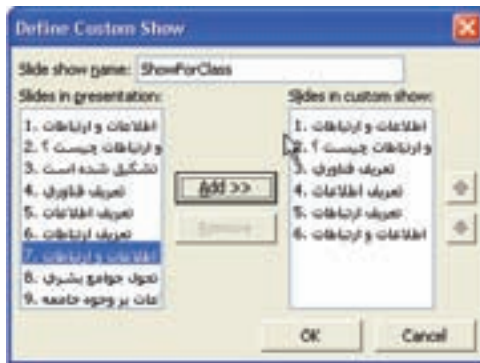 Define Custom Show
Slide show name: ShowForClass
Slides in presentation:
1. اطلاعات و ارتباطات
2. و ارتباطات چیست ؟
3. تشکیل شده است
4. تعریف فناوری
5. تعریف اطلاعات
6. تعریف ارتباطات
7. اطلاعات و ارتباطات
8. تحول جوامع بشری
9. عات بر وجوه جامعه
Add >>
Remove
Slides in custom show:
1. اطلاعات و ارتباطات
2. و ارتباطات چیست ؟
3. تعریف فناوری
4. تعریف اطلاعات
5. تعریف ارتباطات
6. اطلاعات و ارتباطات
OK
Cancel